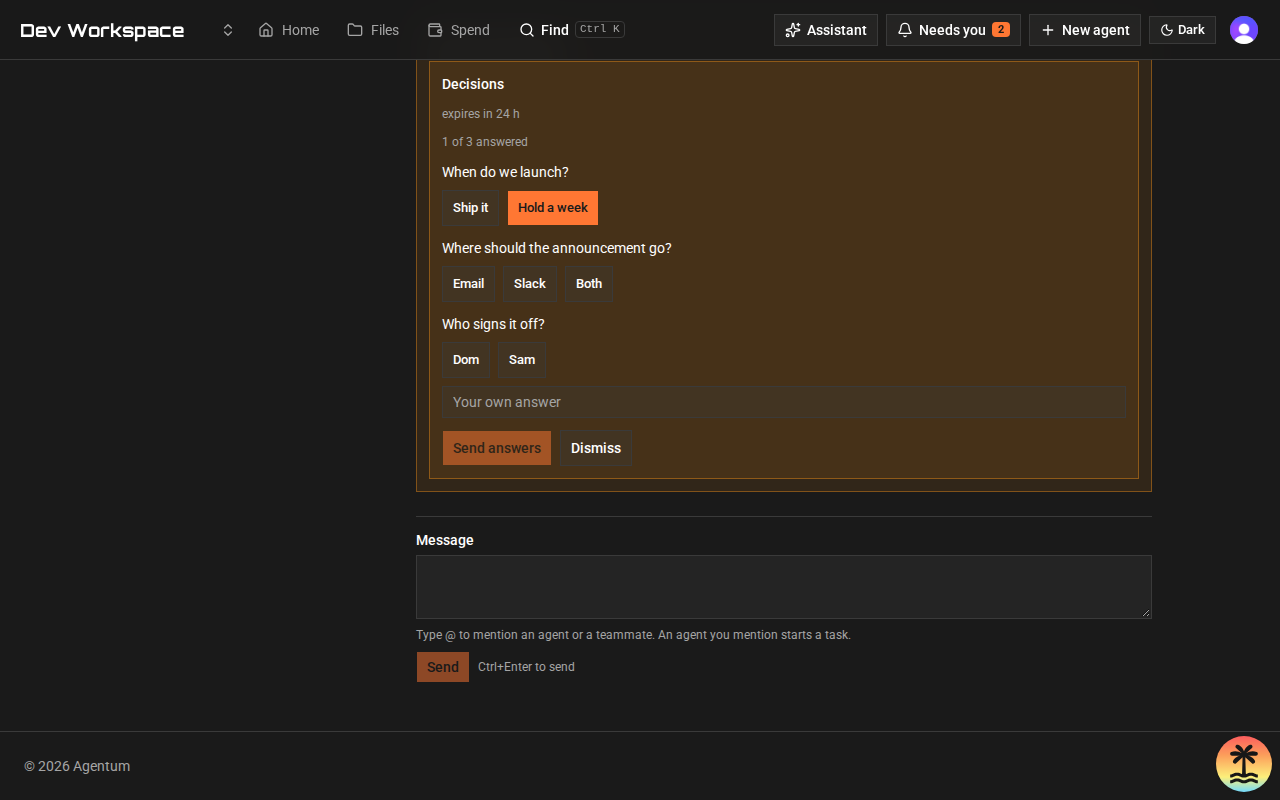 Dev Workspace
Home
Files
Spend
Find Ctrl K
Assistant
Needs you 2
New agent
Dark
Decisions
expires in 24 h
1 of 3 answered
When do we launch?
Ship it
Hold a week
Where should the announcement go?
Email
Slack
Both
Who signs it off?
Dom
Sam
Your own answer
Send answers
Dismiss
Message
Type @ to mention an agent or a teammate. An agent you mention starts a task.
Send
Ctrl+Enter to send
© 2026 Agentum